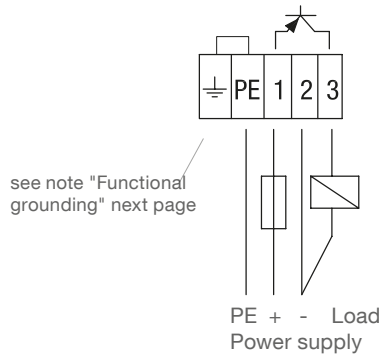 PE 1 2 3
see note "Functional
grounding" next page
PE + - Load
Power supply